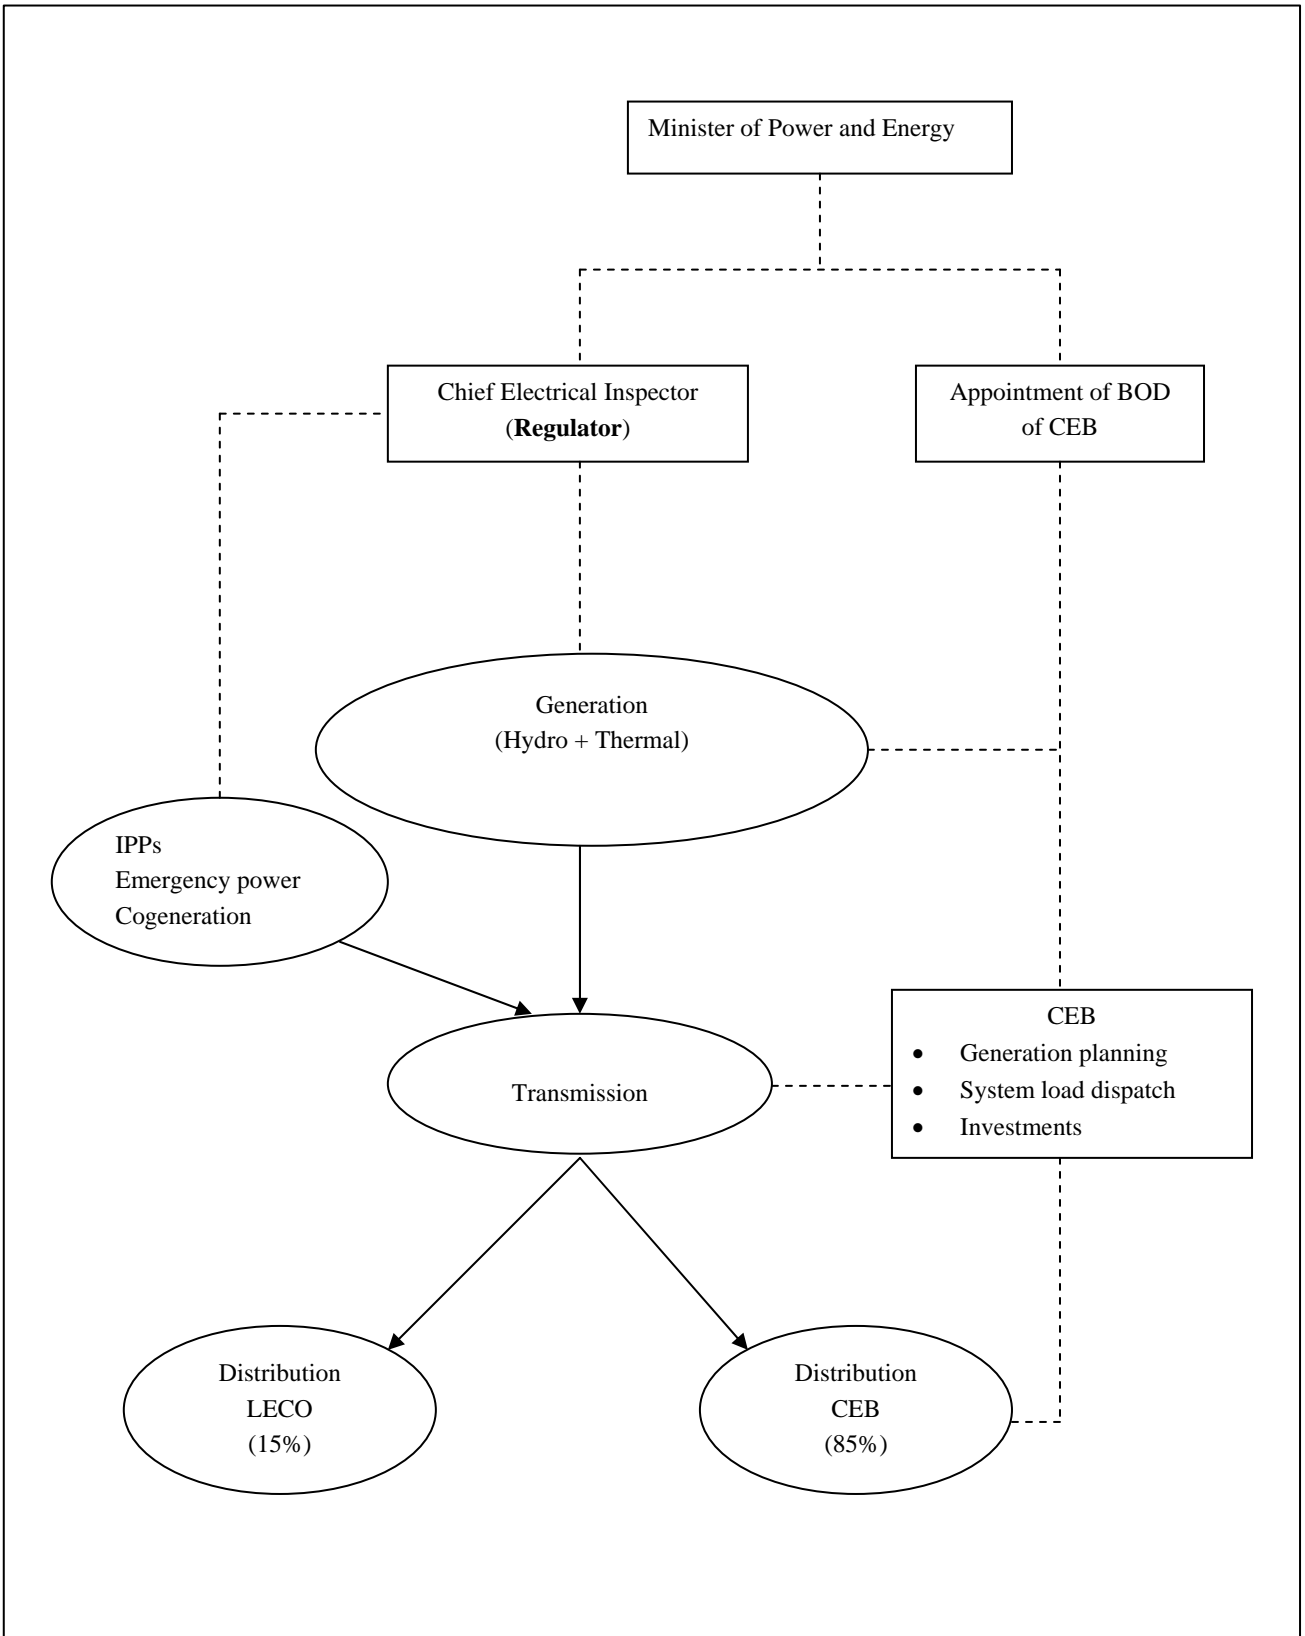 Minister of Power and Energy
Chief Electrical Inspector
(Regulator)
Appointment of BOD
of CEB
Generation
(Hydro + Thermal)
IPPs
Emergency power
Cogeneration
CEB
• Generation planning
• System load dispatch
• Investments
Transmission
Distribution
LECO
(15%)
Distribution
CEB
(85%)